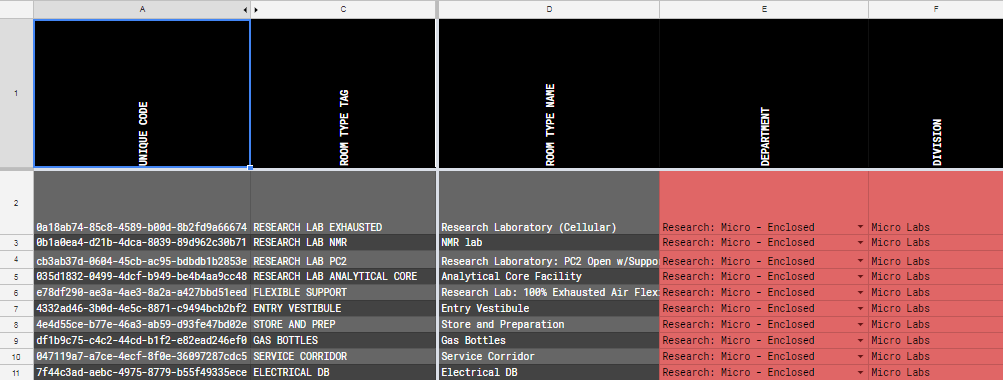 A C D E F
1 UNIQUE CODE ROOM TYPE TAG ROOM TYPE NAME DEPARTMENT DIVISION
2 0a18ab74-85c8-4589-b00d-8b2fd9a66674 RESEARCH LAB EXHAUSTED Research Laboratory (Cellular) Research: Micro - Enclosed Micro Labs
3 0b1a0ea4-d21b-4dca-8039-89d962c30b71 RESEARCH LAB NMR NMR lab Research: Micro - Enclosed Micro Labs
4 cb3ab37d-0604-45cb-ac95-bdbdb1b2853e RESEARCH LAB PC2 Research Laboratory: PC2 Open w/Suppo Research: Micro - Enclosed Micro Labs
5 035d1832-0499-4dcf-b949-be4b4aa9cc48 RESEARCH LAB ANALYTICAL CORE Analytical Core Facility Research: Micro - Enclosed Micro Labs
6 e78df290-ae3a-4ae3-8a2a-a427bbd51eed FLEXIBLE SUPPORT Research Lab: 100% Exhausted Air Flex Research: Micro - Enclosed Micro Labs
7 4332ad46-3b0d-4e5c-8871-c9494bcb2bf2 ENTRY VESTIBULE Entry Vestibule Research: Micro - Enclosed Micro Labs
8 4e4d55ce-b77e-46a3-ab59-d93fe47bd02e STORE AND PREP Store and Preparation Research: Micro - Enclosed Micro Labs
9 df1b9c75-c4c2-44cd-b1f2-e82ead246ef0 GAS BOTTLES Gas Bottles Research: Micro - Enclosed Micro Labs
10 047119a7-a7ce-4ecf-8f0e-36097287cdc5 SERVICE CORRIDOR Service Corridor Research: Micro - Enclosed Micro Labs
11 7f44c3ad-aebc-4975-8779-b55f49335ece ELECTRICAL DB Electrical DB Research: Micro - Enclosed Micro Labs